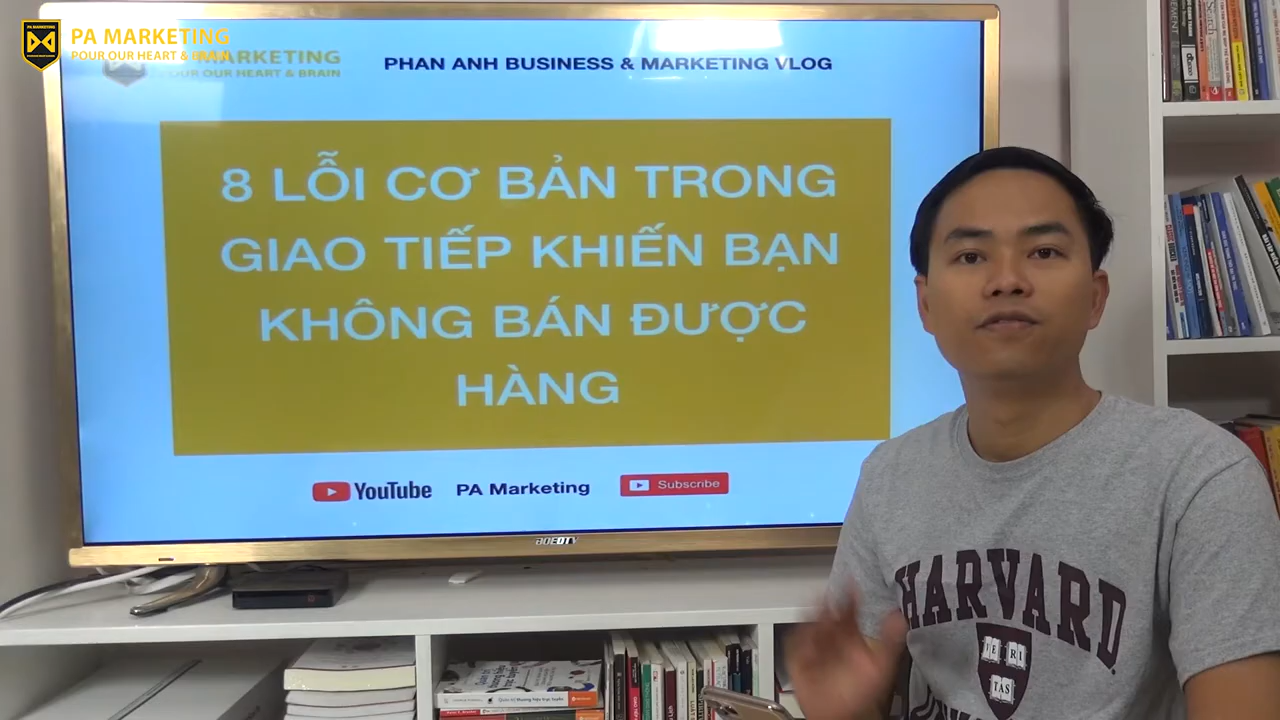 PA MARKETING
POUR OUR HEART & BRAIN
MARKETING
POUR OUR HEART & BRAIN
PHAN ANH BUSINESS & MARKETING VLOG
8 LỖI CƠ BẢN TRONG
GIAO TIẾP KHIẾN BẠN
KHÔNG BÁN ĐƯỢC
HÀNG
YouTube
PA Marketing
Subscribe
HARVARD
VE RI
TAS